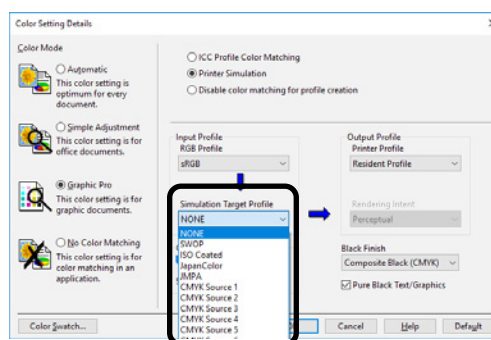 Color Setting Details
Color Mode
Automatic
This color setting is
optimum for every
document.
Simple Adjustment
This color setting is for
office documents.
Graphic Pro
This color setting is for
graphic documents.
No Color Matching
This color setting is for
color matching in an
application.
ICC Profile Color Matching
Printer Simulation
Disable color matching for profile creation
Input Profile
RGB Profile
sRGB
Simulation Target Profile
NONE
NONE
SWOP
ISO Coated
JapanColor
JMPA
CMYK Source 1
CMYK Source 2
CMYK Source 3
CMYK Source 4
CMYK Source 5
Output Profile
Printer Profile
Resident Profile
Rendering Intent
Perceptual
Black Finish
Composite Black (CMYK)
Pure Black Text/Graphics
Color Swatch...
Cancel
Help
Default